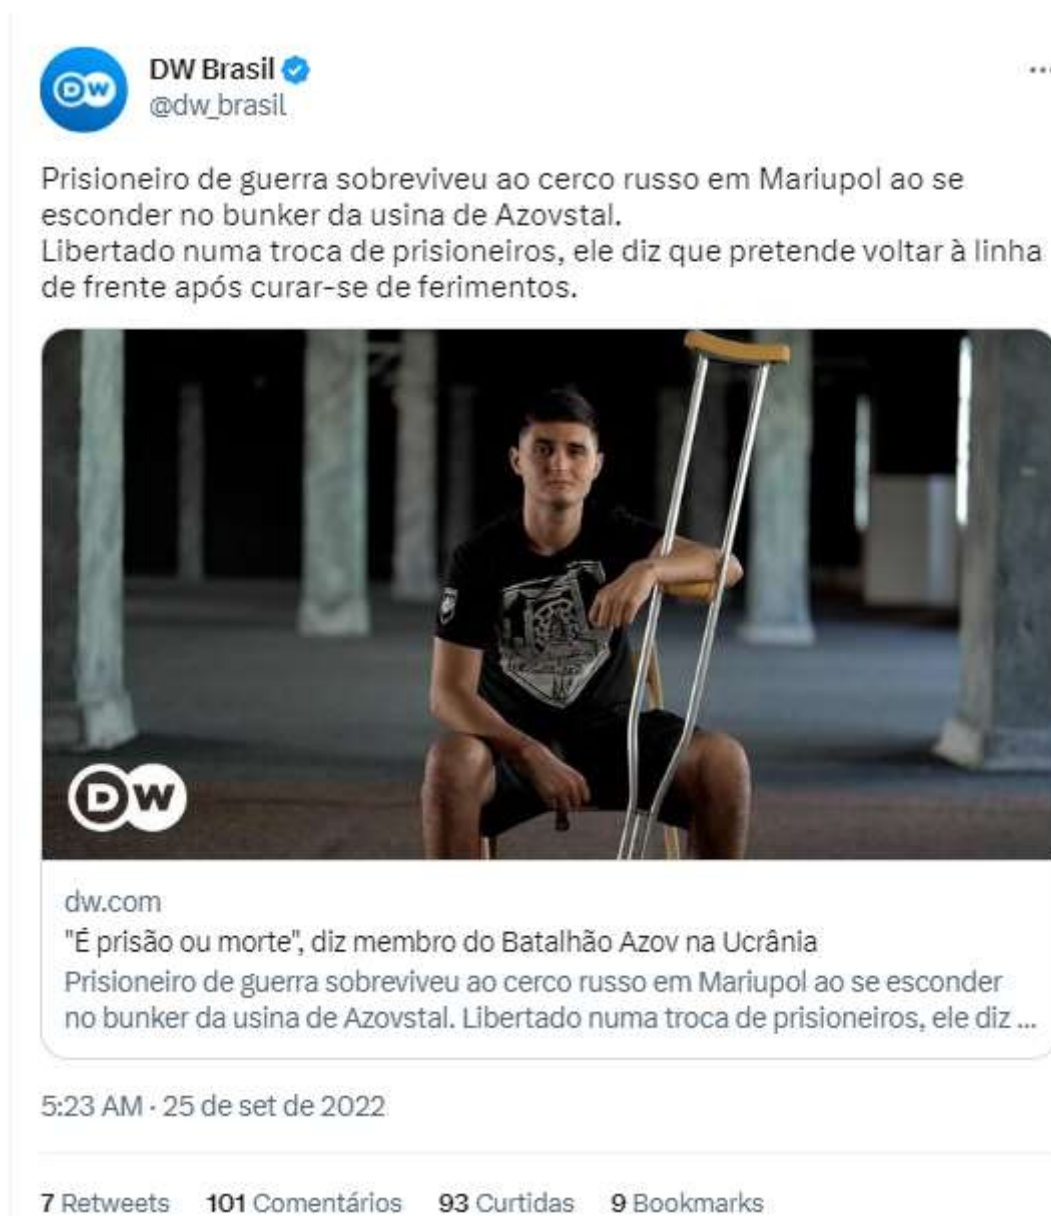 DW
DW Brasil
@dw_brasil
Prisioneiro de guerra sobreviveu ao cerco russo em Mariupol ao se
esconder no bunker da usina de Azovstal.
Libertado numa troca de prisioneiros, ele diz que pretende voltar à linha
de frente após curar-se de ferimentos.
DW
dw.com
"É prisão ou morte", diz membro do Batalhão Azov na Ucrânia
Prisioneiro de guerra sobreviveu ao cerco russo em Mariupol ao se esconder
no bunker da usina de Azovstal. Libertado numa troca de prisioneiros, ele diz ...
5:23 AM · 25 de set de 2022
7 Retweets 101 Comentários 93 Curtidas 9 Bookmarks